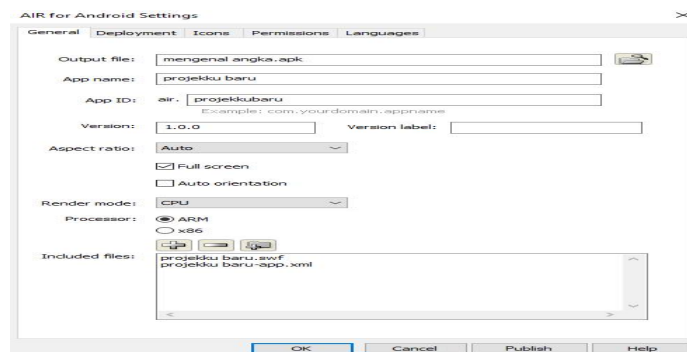 AIR for Android Settings
General Deployment Icons Permissions Languages
Output file: mengenal angka.apk
App name: projekku baru
App ID: air. projekkubaru
Example: com.yourdomain.appname
Version: 1.0.0 Version label:
Aspect ratio: Auto
Full screen
Auto orientation
Render mode: CPU
Processor: ARM
x86
Included files: projekku baru.swf
projekku baru-app.xml
OK Cancel Publish Help